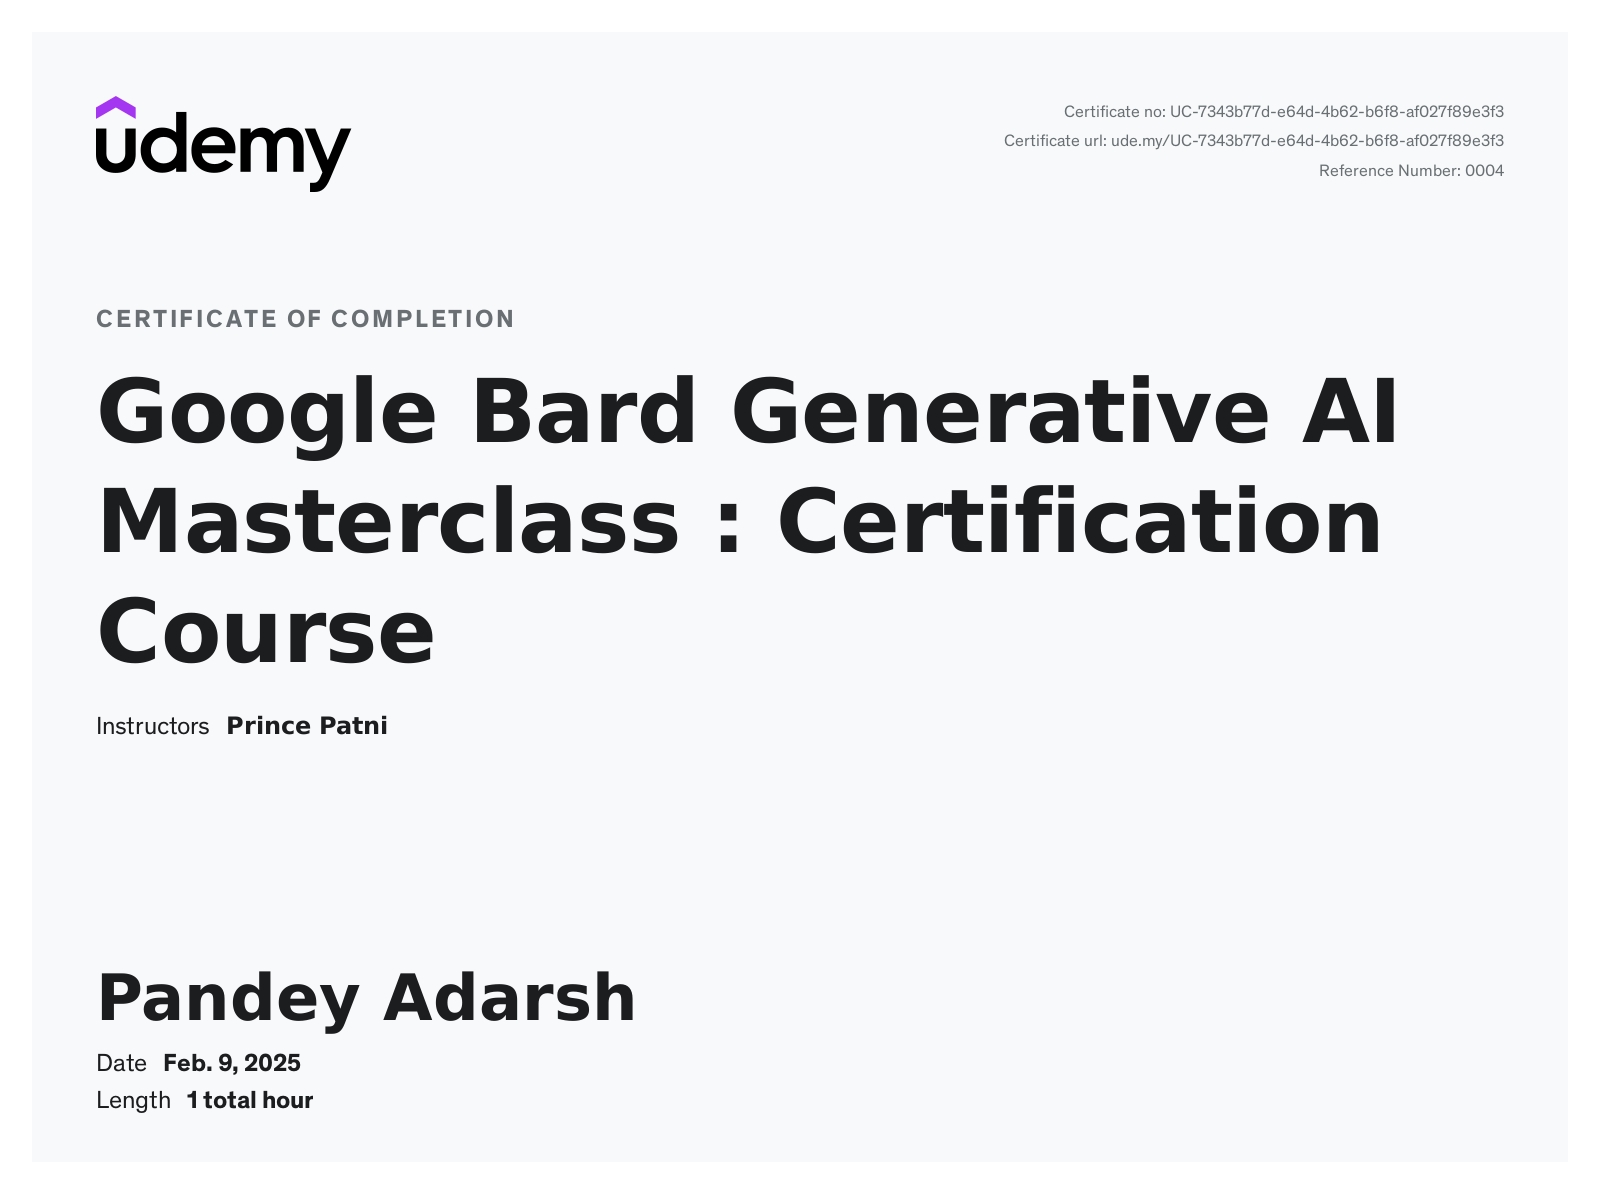 udemy
Certificate no: UC-7343b77d-e64d-4b62-b6f8-af027f89e3f3
Certificate url: ude.my/UC-7343b77d-e64d-4b62-b6f8-af027f89e3f3
Reference Number: 0004
CERTIFICATE OF COMPLETION
Google Bard Generative AI
Masterclass : Certification
Course
Instructors Prince Patni
Pandey Adarsh
Date Feb. 9, 2025
Length 1 total hour